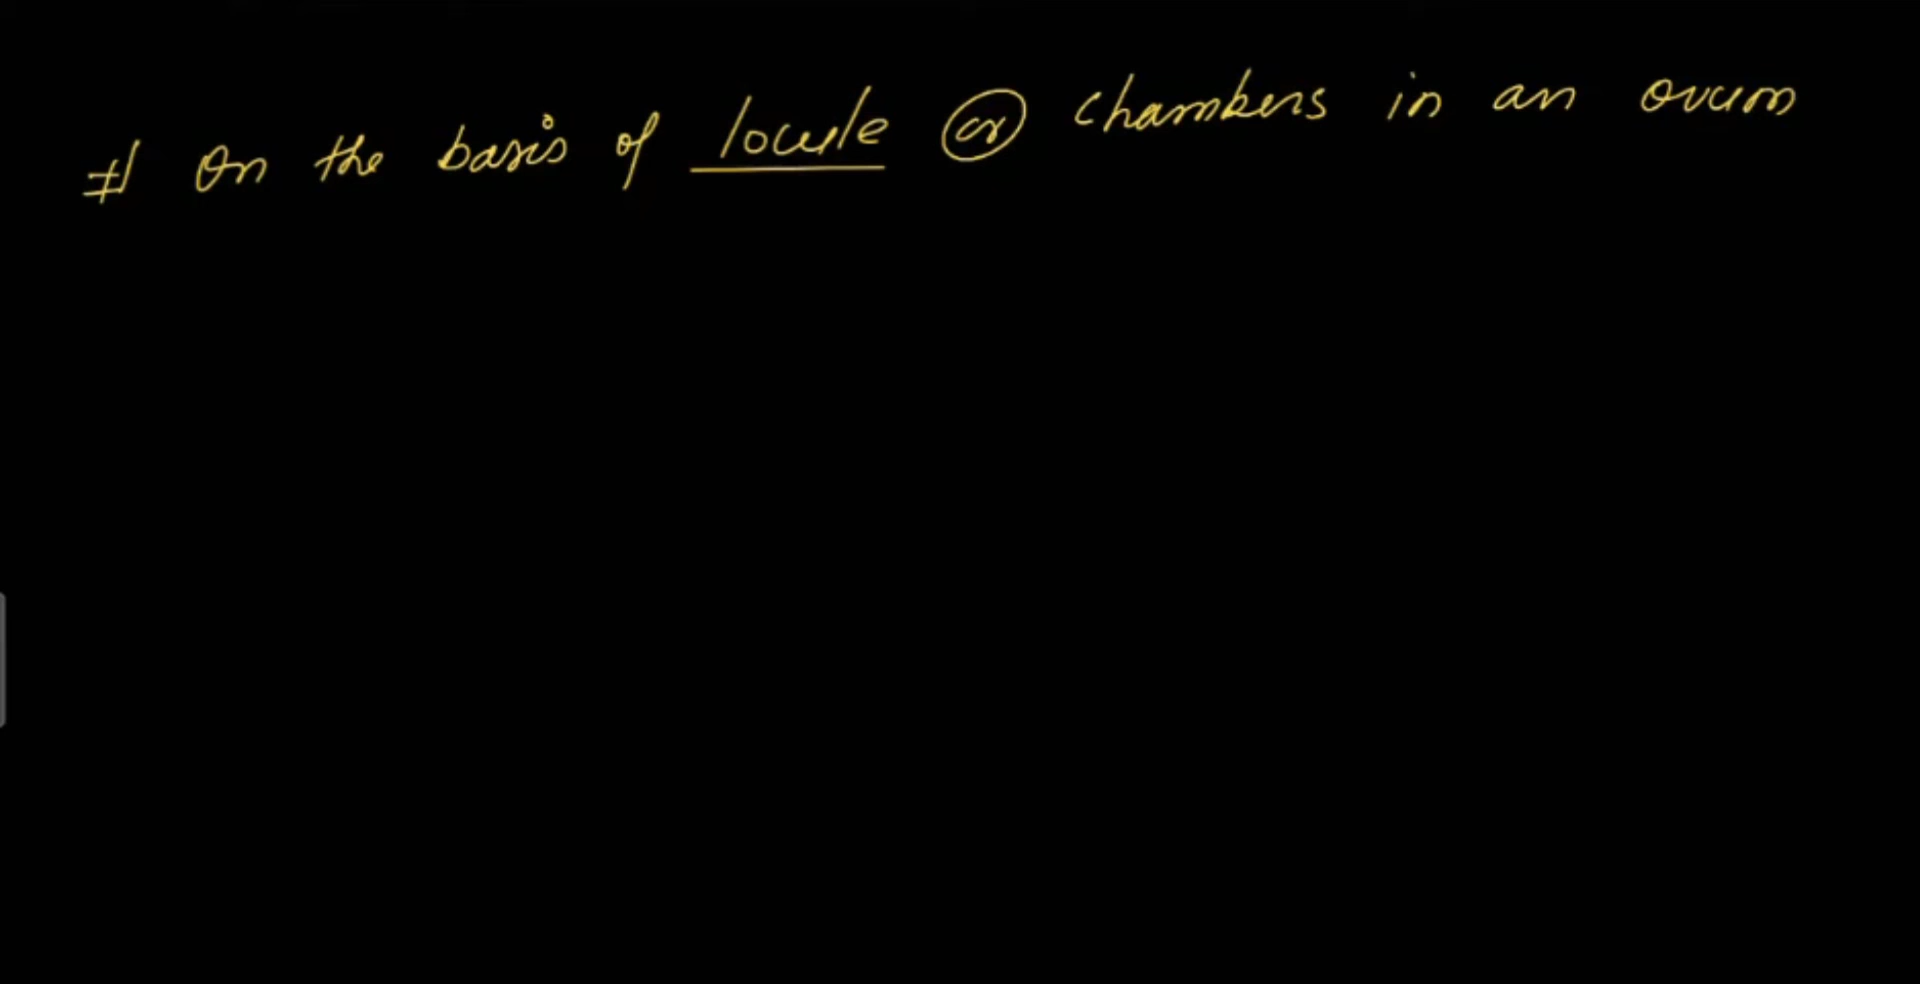 # On the basis of locule or chambers in an ovum